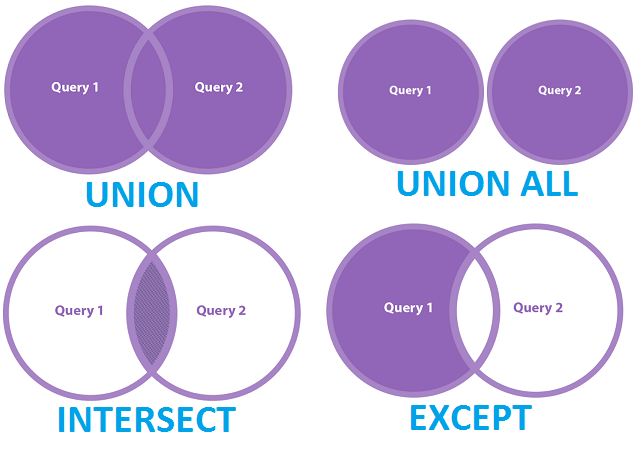 Query 1
Query 2
UNION
Query 1
Query 2
UNION ALL
Query 1
Query 2
INTERSECT
Query 1
Query 2
EXCEPT